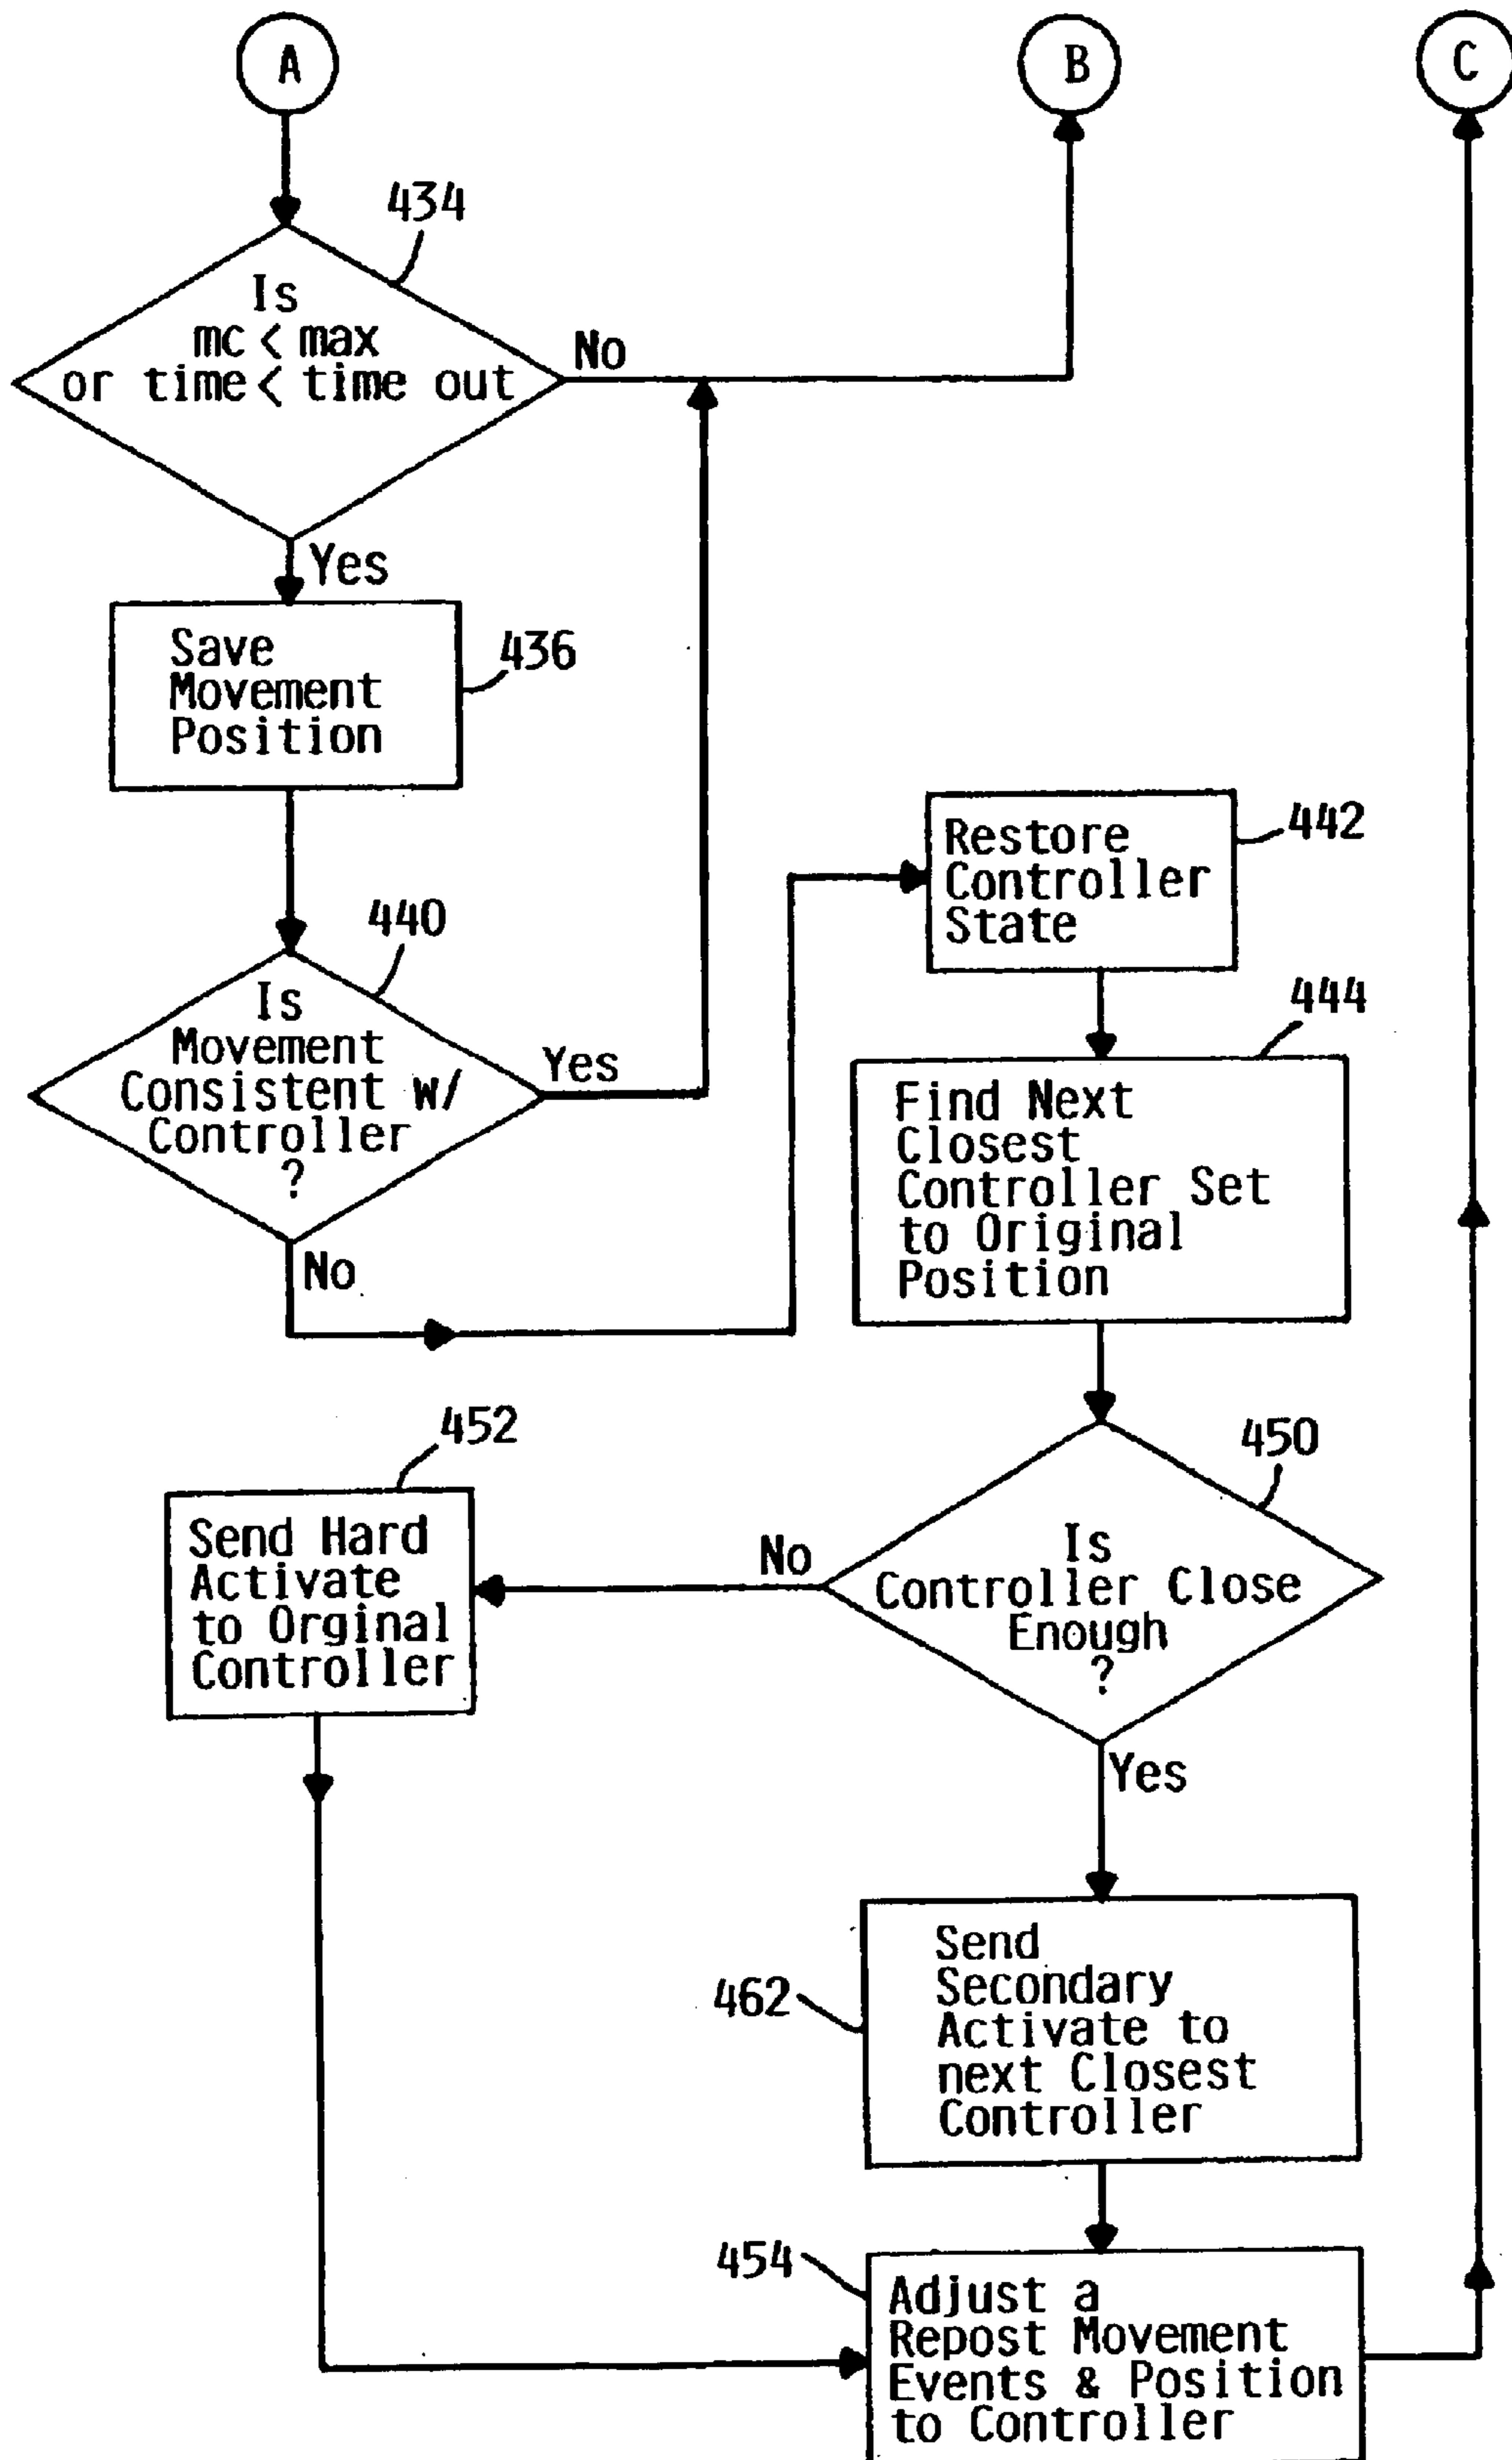 A
B
C
434
Is
mc < max
or time < time out
No
Yes
Save
Movement
Position
436
440
Is
Movement
Consistent w/
Controller
?
Yes
No
Restore
Controller
State
442
444
Find Next
Closest
Controller Set
to Original
Position
450
Is
Controller Close
Enough
?
No
Yes
452
Send Hard
Activate
to Orginal
Controller
462
Send
Secondary
Activate to
next Closest
Controller
454
Adjust a
Repost Movement
Events & Position
to Controller